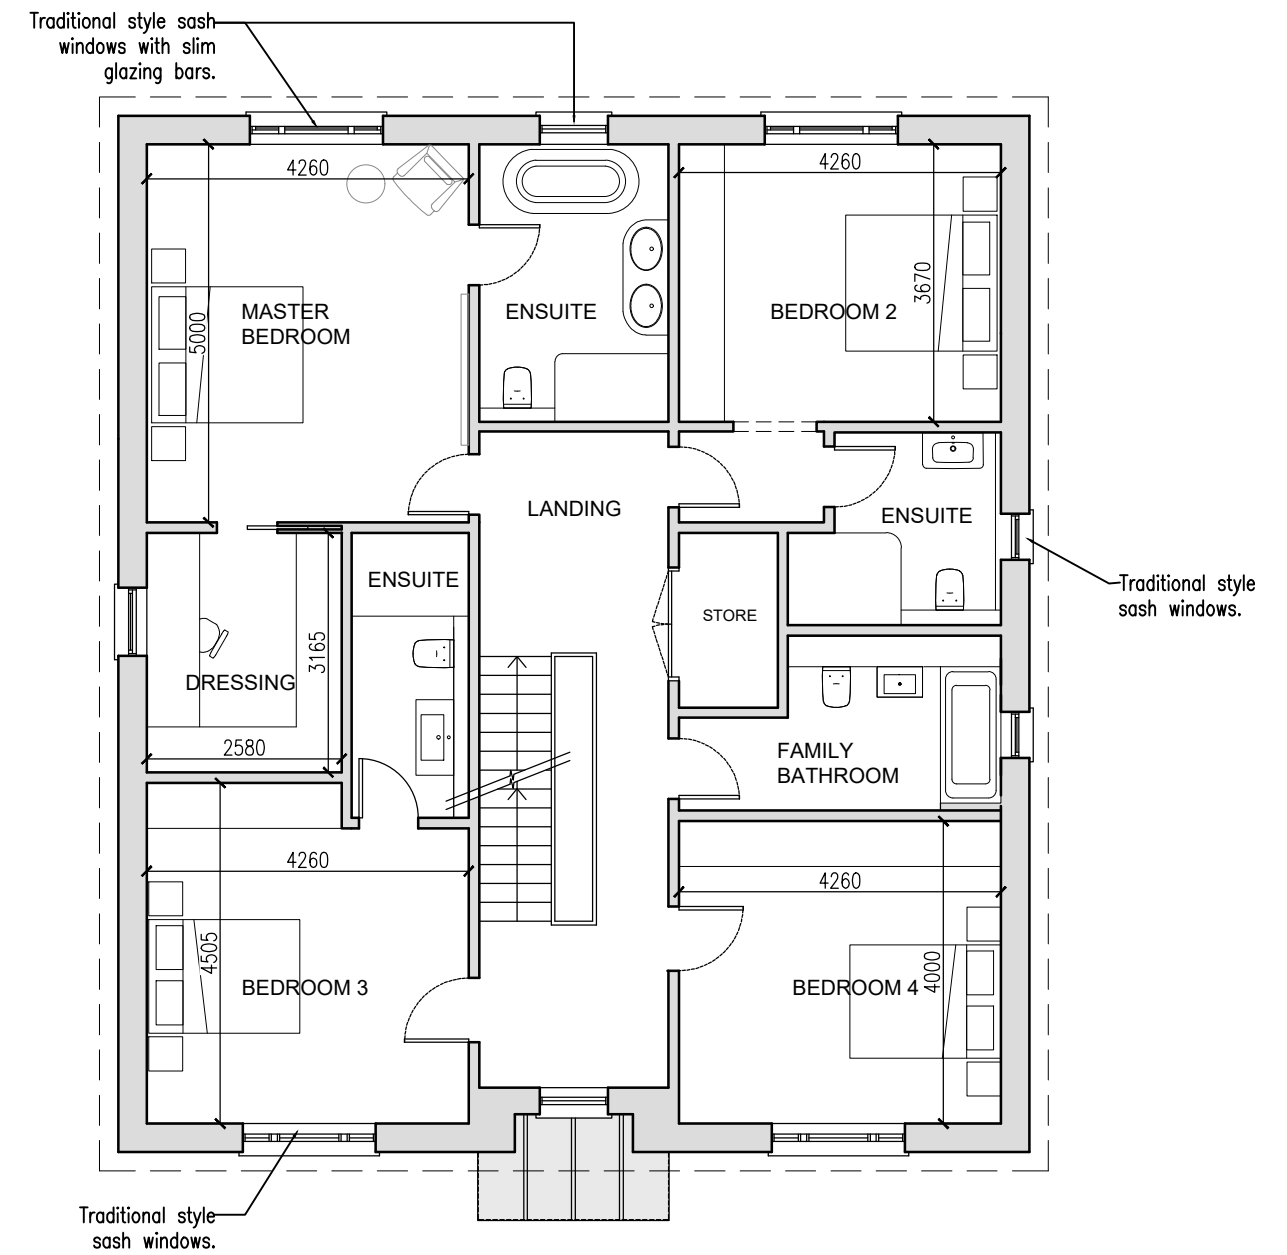 Traditional style sash
windows with slim
glazing bars.
4260
4260
3670
5000
MASTER
BEDROOM
ENSUITE
BEDROOM 2
LANDING
ENSUITE
ENSUITE
Traditional style
sash windows.
STORE
3165
DRESSING
2580
FAMILY
BATHROOM
4260
4260
4505
4000
BEDROOM 3
BEDROOM 4
Traditional style
sash windows.